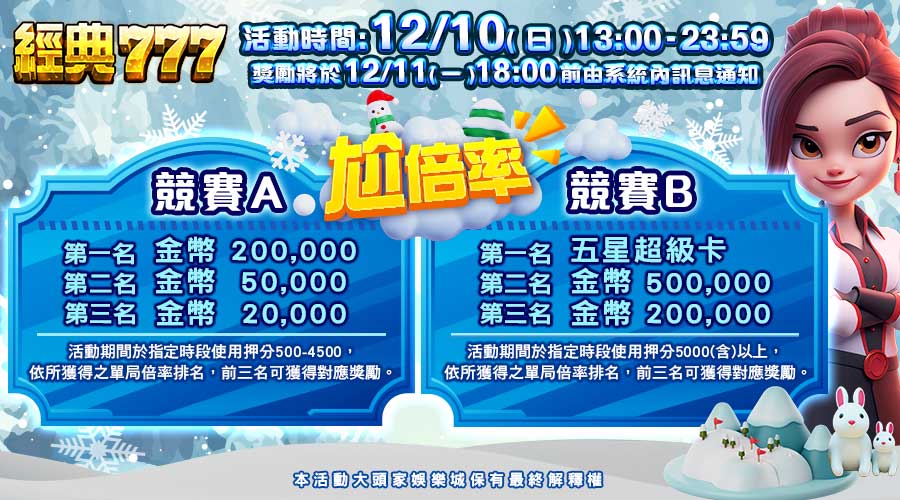 經典777
活動時間:12/10(日)13:00-23:59
獎勵將於12/11(一)18:00前由系統內訊息通知
尬倍率
競賽A
第一名 金幣 200,000
第二名 金幣 50,000
第三名 金幣 20,000
活動期間於指定時段使用押分500-4500，
依所獲得之單局倍率排名，前三名可獲得對應獎勵。
競賽B
第一名 五星超級卡
第二名 金幣 500,000
第三名 金幣 200,000
活動期間於指定時段使用押分5000(含)以上，
依所獲得之單局倍率排名，前三名可獲得對應獎勵。
本活動大頭家娛樂城保有最終解釋權